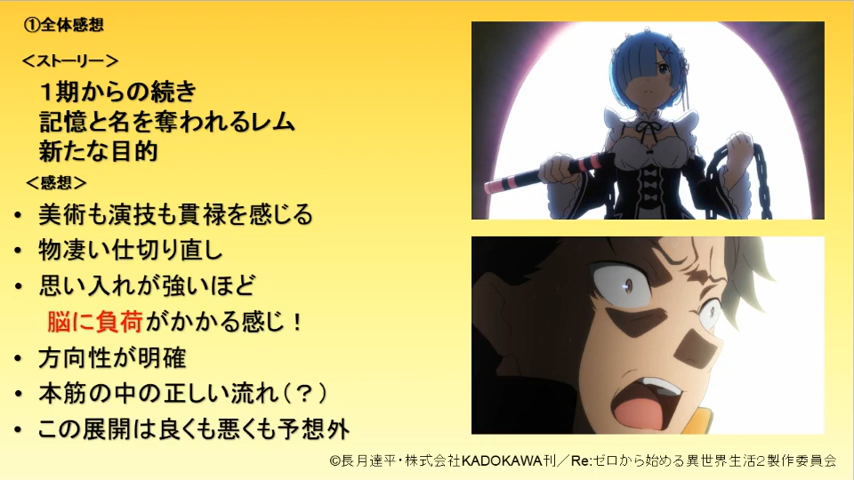 ①全体感想
＜ストーリー＞
１期からの続き
記憶と名を奪われるレム
新たな目的
＜感想＞
• 美術も演技も貫禄を感じる
• 物凄い仕切り直し
• 思い入れが強いほど
脳に負荷がかかる感じ！
• 方向性が明確
• 本筋の中の正しい流れ（？）
• この展開は良くも悪くも予想外
©長月達平・株式会社KADOKAWA刊／Re:ゼロから始める異世界生活2製作委員会